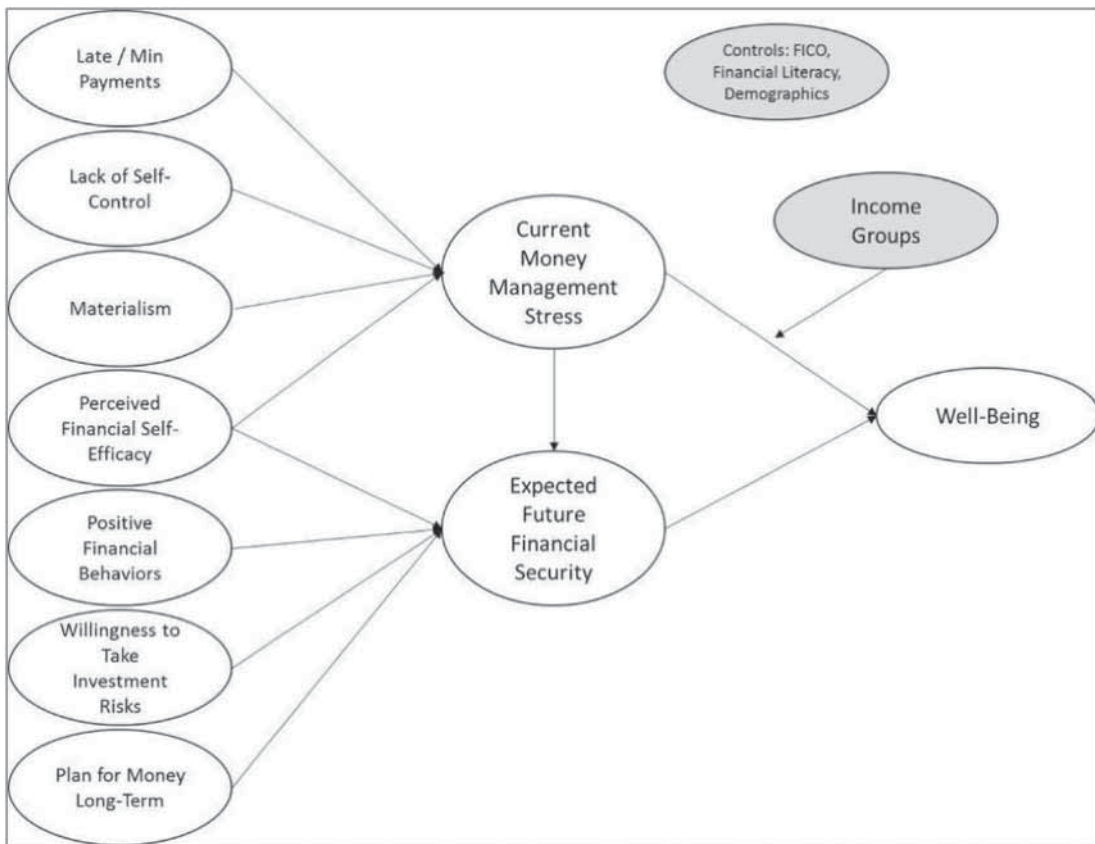 Late / Min
Payments
Lack of Self-
Control
Materialism
Perceived
Financial Self-
Efficacy
Positive
Financial
Behaviors
Willingness to
Take
Investment
Risks
Plan for Money
Long-Term
Current
Money
Management
Stress
Expected
Future
Financial
Security
Controls: FICO,
Financial Literacy,
Demographics
Income
Groups
Well-Being